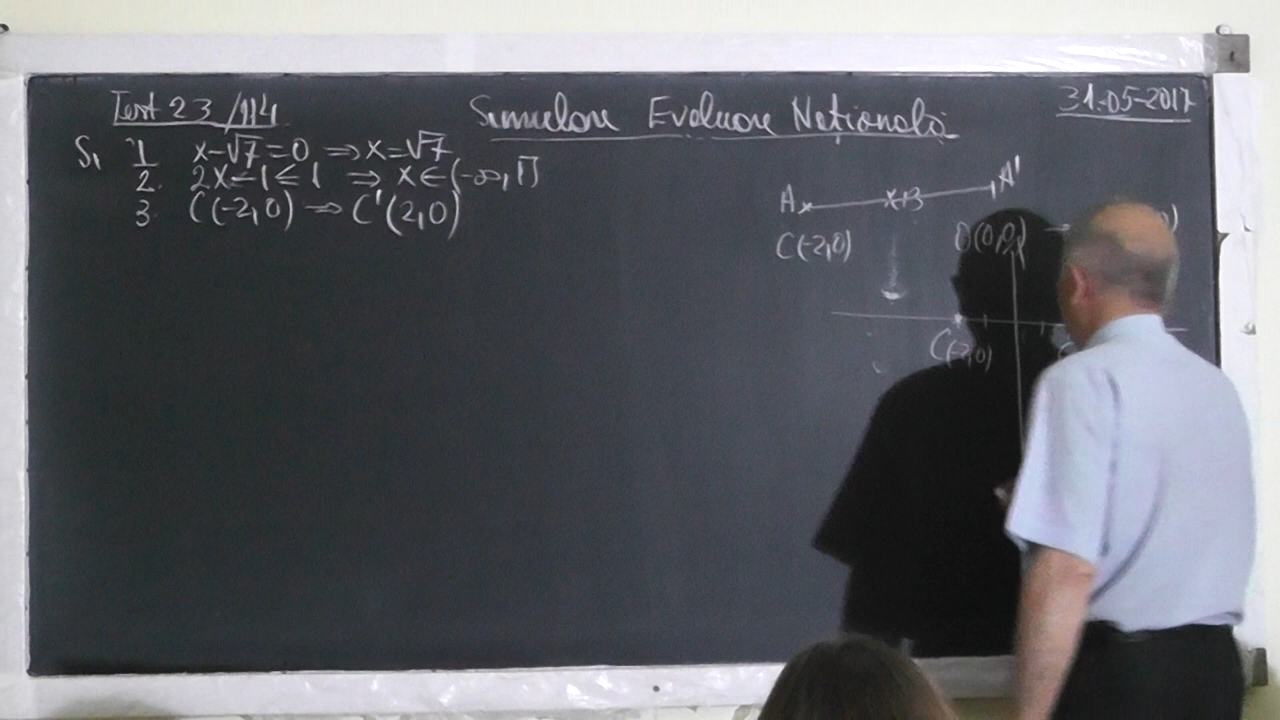 Test 23/114
Simulare Evaluare Națională
31-05-2017
S₁ 1 x-√7=0 ⇒ x=√7
2. 2x-1≤1 ⇒ x∈(-∞,1]
3. C(-2,0) → C'(2,0)
A B A'
C(-2,0) O(0,0) →
C(-2,0)